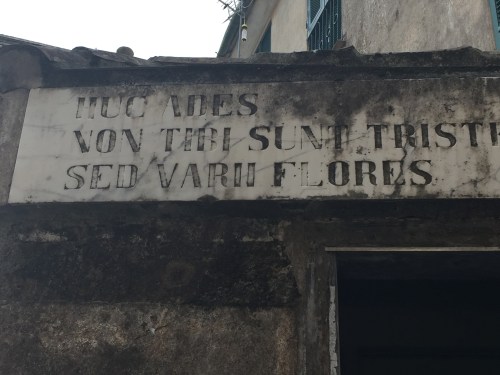 HUC ADES
NON TIBI SUNT TRISTI
SED VARII FLORES